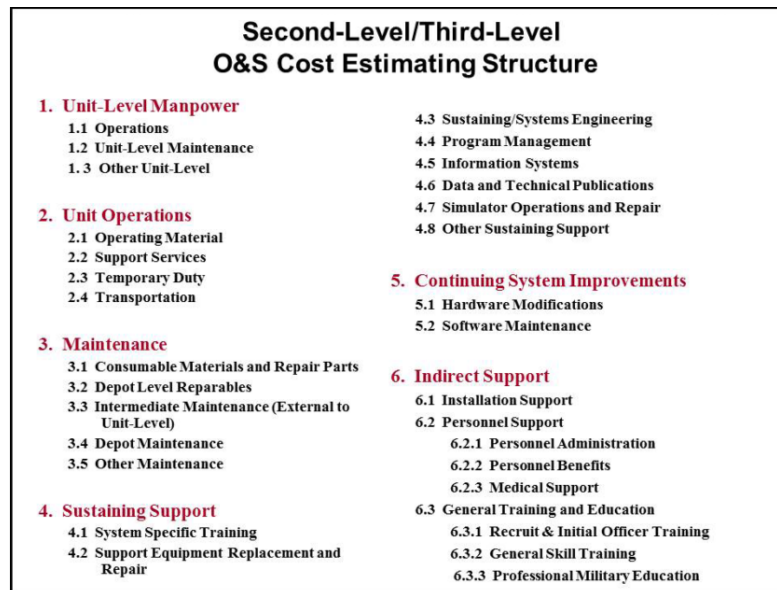 Second-Level/Third-Level
O&S Cost Estimating Structure
1. Unit-Level Manpower
1.1 Operations
1.2 Unit-Level Maintenance
1. 3 Other Unit-Level
2. Unit Operations
2.1 Operating Material
2.2 Support Services
2.3 Temporary Duty
2.4 Transportation
3. Maintenance
3.1 Consumable Materials and Repair Parts
3.2 Depot Level Reparables
3.3 Intermediate Maintenance (External to
Unit-Level)
3.4 Depot Maintenance
3.5 Other Maintenance
4. Sustaining Support
4.1 System Specific Training
4.2 Support Equipment Replacement and
Repair
4.3 Sustaining/Systems Engineering
4.4 Program Management
4.5 Information Systems
4.6 Data and Technical Publications
4.7 Simulator Operations and Repair
4.8 Other Sustaining Support
5. Continuing System Improvements
5.1 Hardware Modifications
5.2 Software Maintenance
6. Indirect Support
6.1 Installation Support
6.2 Personnel Support
6.2.1 Personnel Administration
6.2.2 Personnel Benefits
6.2.3 Medical Support
6.3 General Training and Education
6.3.1 Recruit & Initial Officer Training
6.3.2 General Skill Training
6.3.3 Professional Military Education